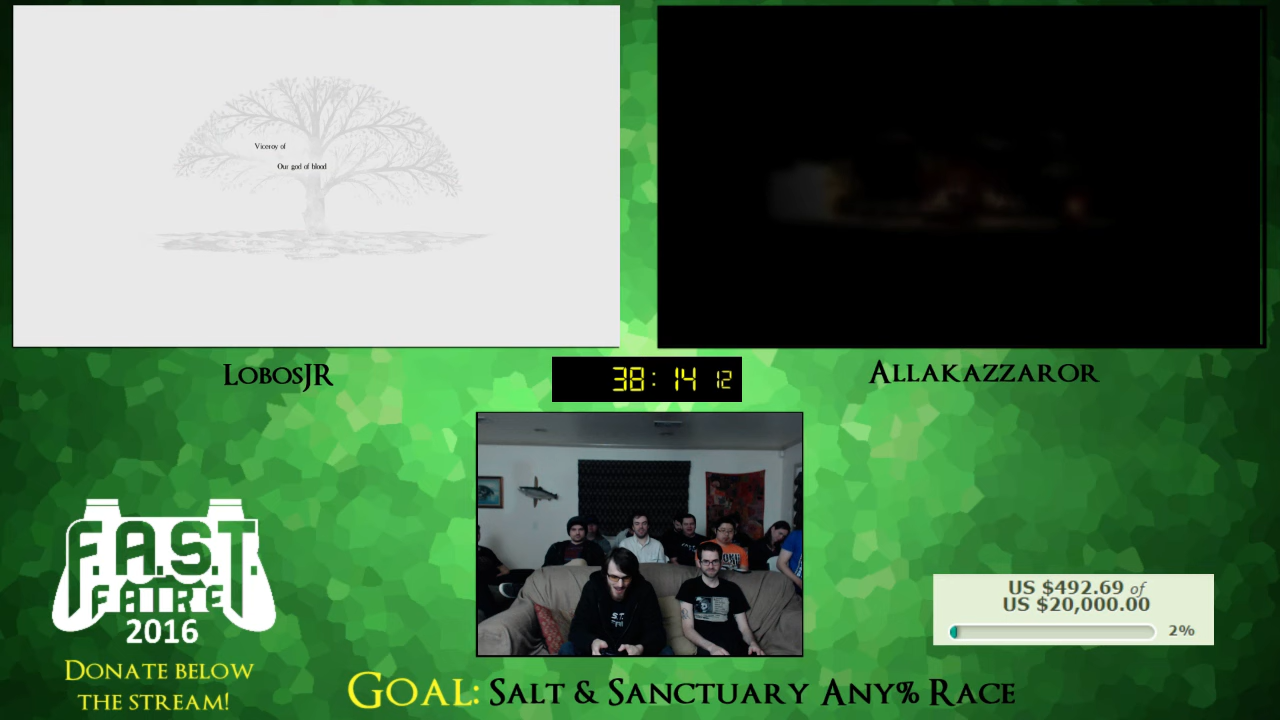 Viceroy of
Our god of blood
LobosJR
38:14 12
Allakazzaror
F.A.S.T.
FAIRE
2016
Donate below
the stream!
US $492.69 of
US $20,000.00
2%
Goal: Salt & Sanctuary Any% Race